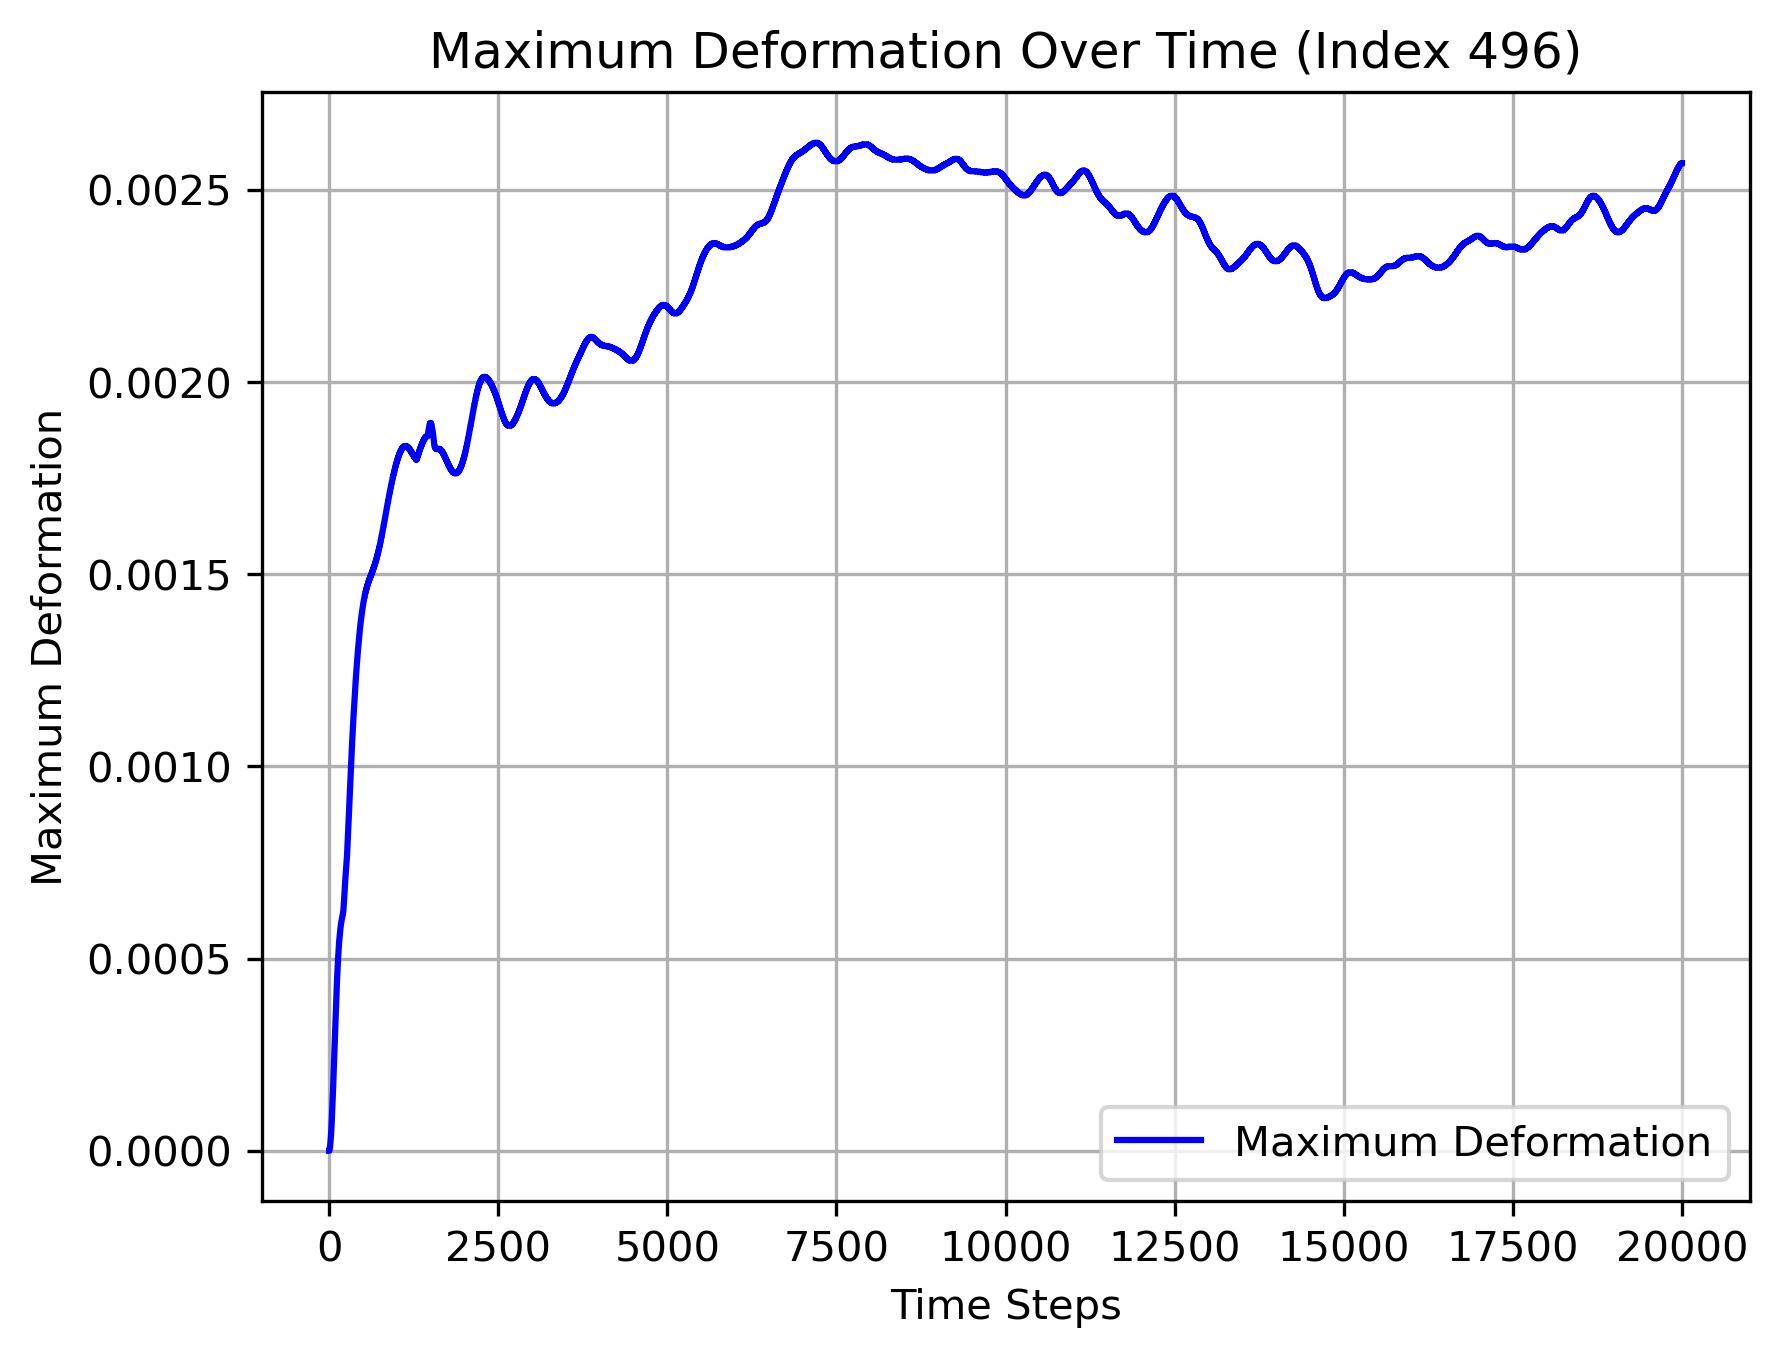 Maximum Deformation Over Time (Index 496)
Maximum Deformation
0.0025
0.0020
0.0015
0.0010
0.0005
0.0000
Maximum Deformation
0 2500 5000 7500 10000 12500 15000 17500 20000
Time Steps